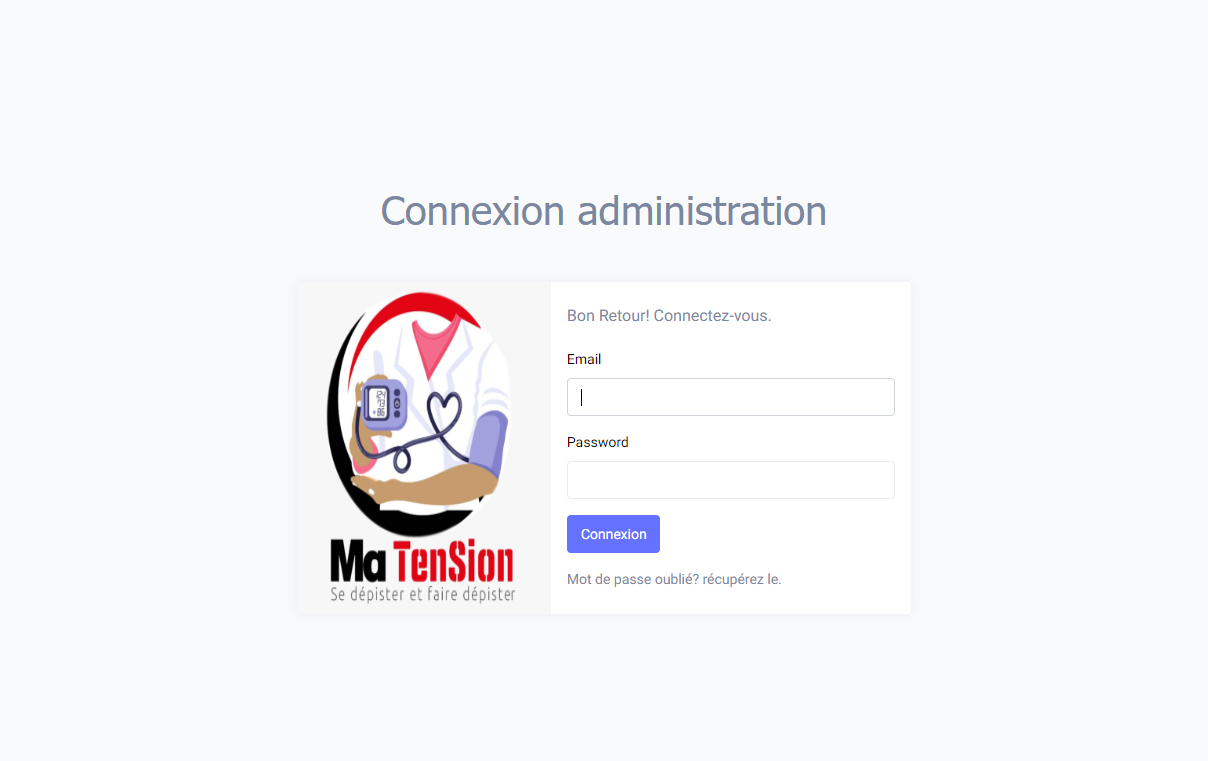 Connexion administration
Ma TenSion
Se dépister et faire dépister
Bon Retour! Connectez-vous.
Email
Password
Connexion
Mot de passe oublié? récupérez le.